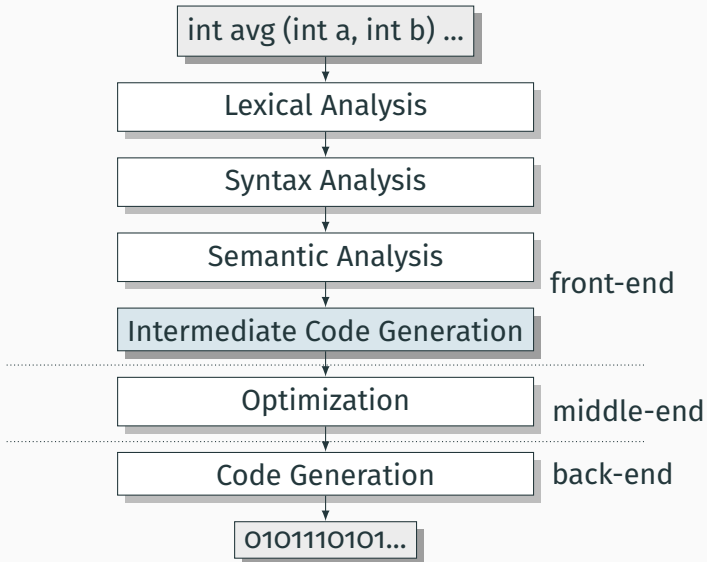 int avg (int a, int b) ...
Lexical Analysis
Syntax Analysis
Semantic Analysis
front-end
Intermediate Code Generation
Optimization
middle-end
Code Generation
back-end
0101110101...